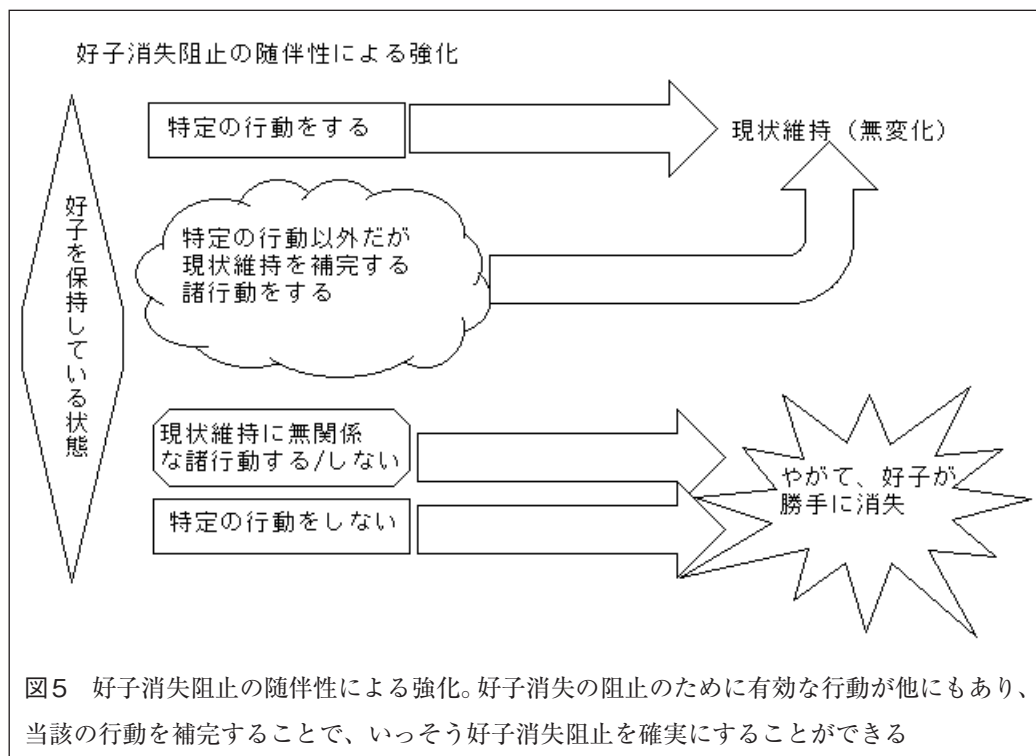 好子消失阻止の随伴性による強化
特定の行動をする
現状維持（無変化）
好子を保持している状態
特定の行動以外だが
現状維持を補完する
諸行動をする
現状維持に無関係
な諸行動する/しない
やがて、好子が
勝手に消失
特定の行動をしない
図5　好子消失阻止の随伴性による強化。好子消失の阻止のために有効な行動が他にもあり、
当該の行動を補完することで、いっそう好子消失阻止を確実にすることができる